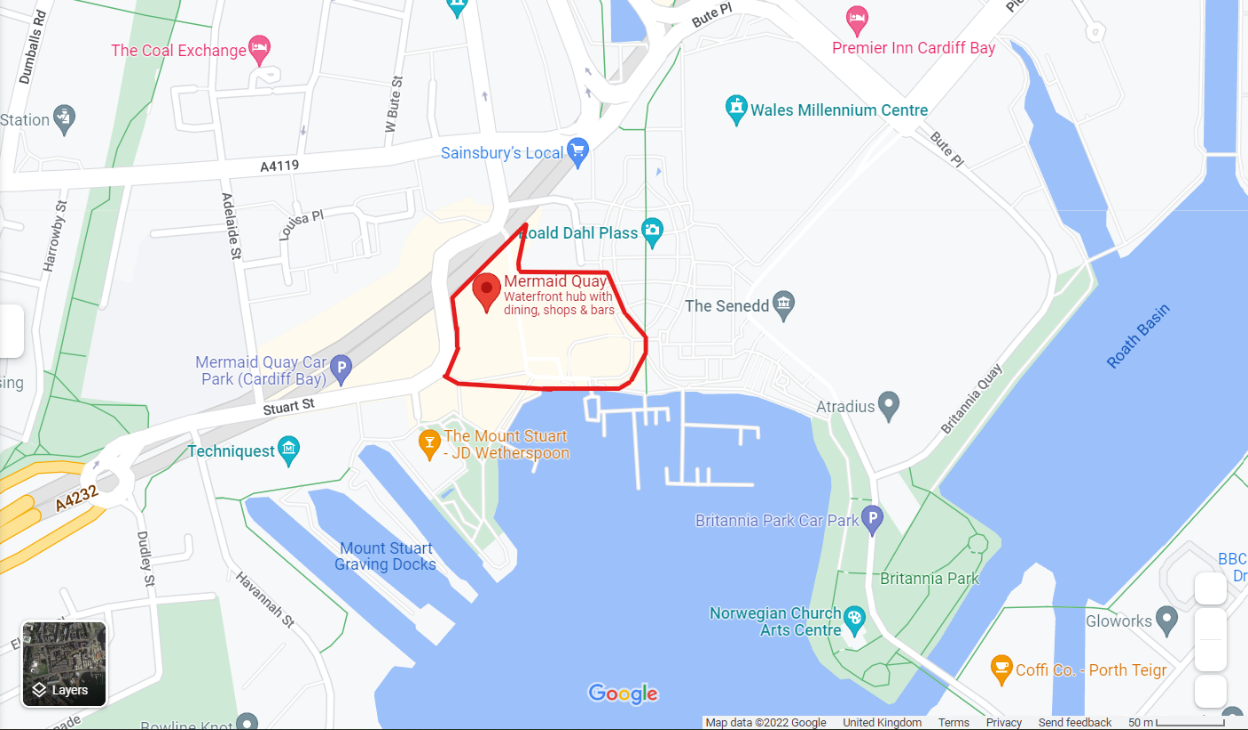 Dumballs Rd
The Coal Exchange
Bute Pl
Premier Inn Cardiff Bay
W Bute St
Wales Millennium Centre
Station
Sainsbury's Local
A4119
Bute Pl
Harrowby St
Adelaide St
Louisa Pl
Roald Dahl Plass
Mermaid Quay
Waterfront hub with
dining, shops & bars
The Senedd
Roath Basin
Mermaid Quay Car
Park (Cardiff Bay)
Stuart St
Britannia Quay
Atradius
Techniquest
The Mount Stuart
- JD Wetherspoon
A4232
Britannia Park Car Park
Dudley St
Mount Stuart
Graving Docks
Havannah St
Britannia Park
BBC
Norwegian Church
Arts Centre
Gloworks
Coffi Co. - Porth Teigr
Layers
Google
Bowline Knot
Map data ©2022 Google
United Kingdom
Terms
Privacy
Send feedback
50 m